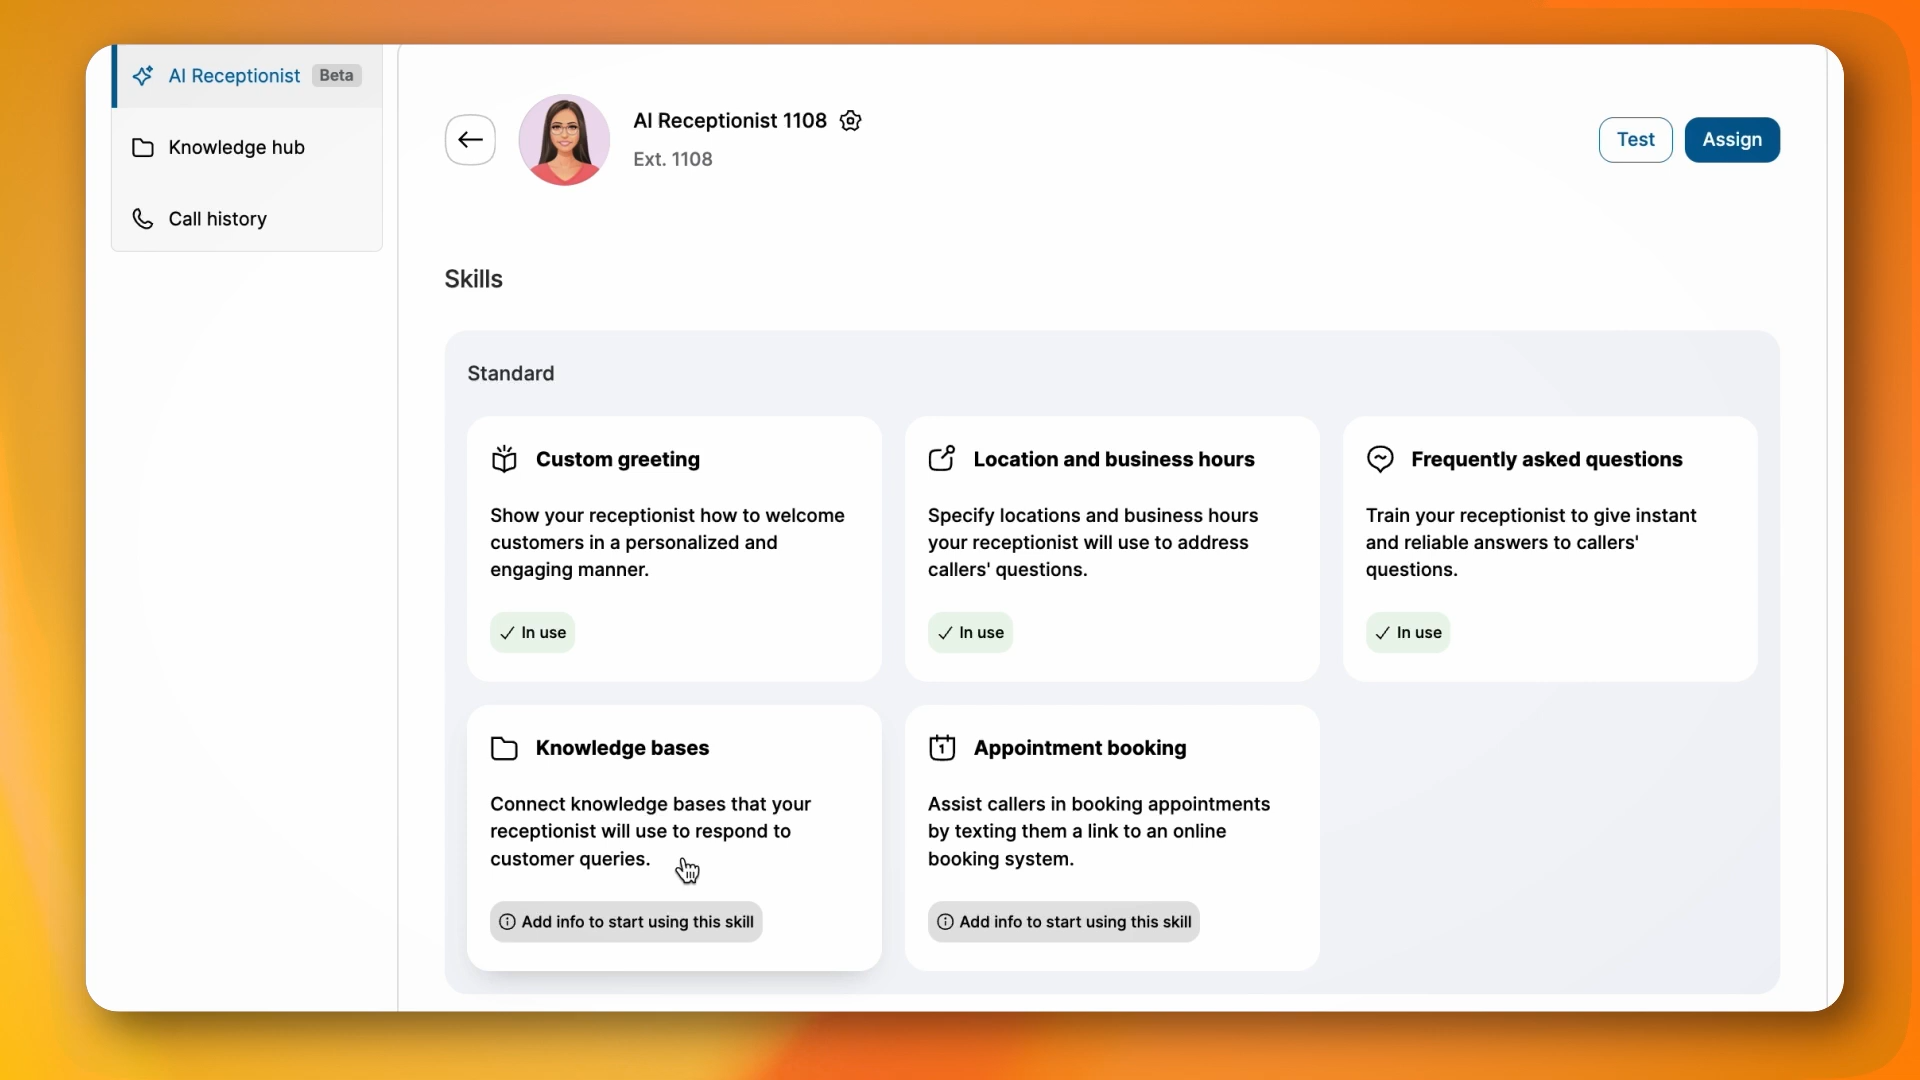 AI Receptionist Beta
Knowledge hub
Call history
AI Receptionist 1108
Ext. 1108
Test
Assign
Skills
Standard
Custom greeting
Show your receptionist how to welcome
customers in a personalized and
engaging manner.
In use
Location and business hours
Specify locations and business hours
your receptionist will use to address
callers' questions.
In use
Frequently asked questions
Train your receptionist to give instant
and reliable answers to callers'
questions.
In use
Knowledge bases
Connect knowledge bases that your
receptionist will use to respond to
customer queries.
Add info to start using this skill
1
Appointment booking
Assist callers in booking appointments
by texting them a link to an online
booking system.
Add info to start using this skill